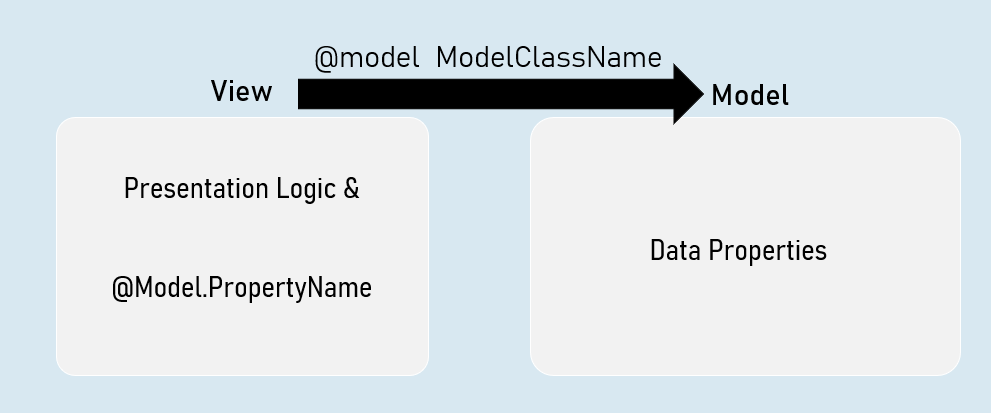 @model ModelClassName
View
Model
Presentation Logic &
@Model.PropertyName
Data Properties